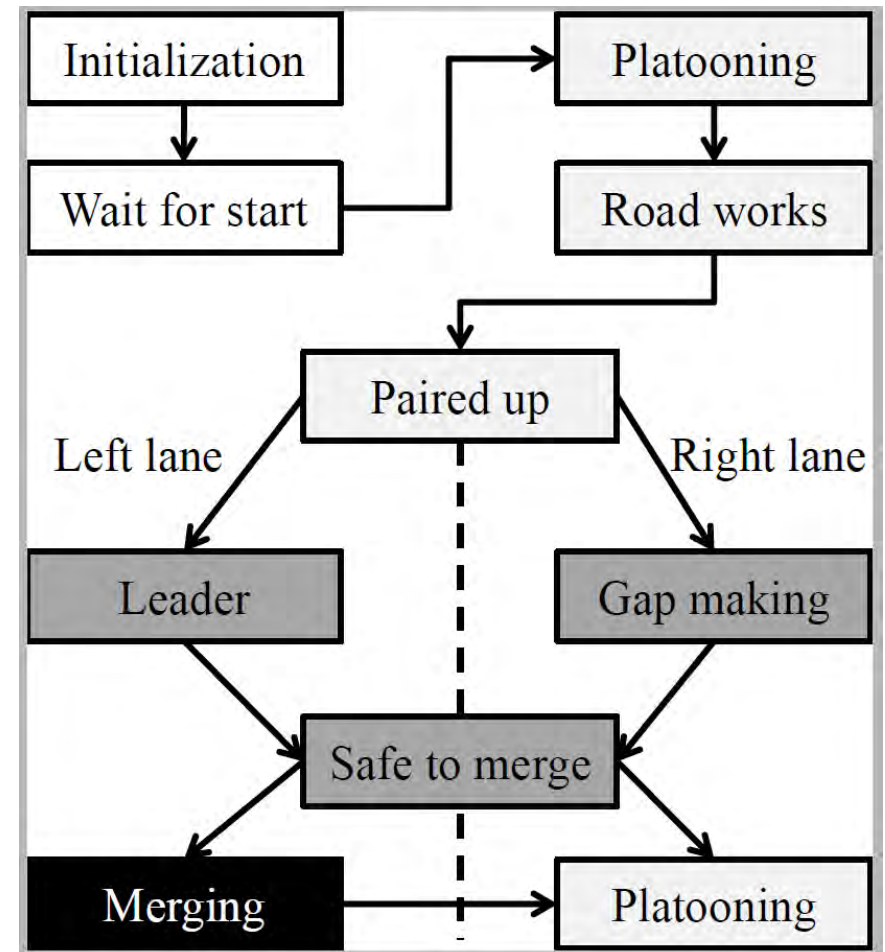 Initialization
Platooning
Wait for start
Road works
Paired up
Left lane
Right lane
Leader
Gap making
Safe to merge
Merging
Platooning